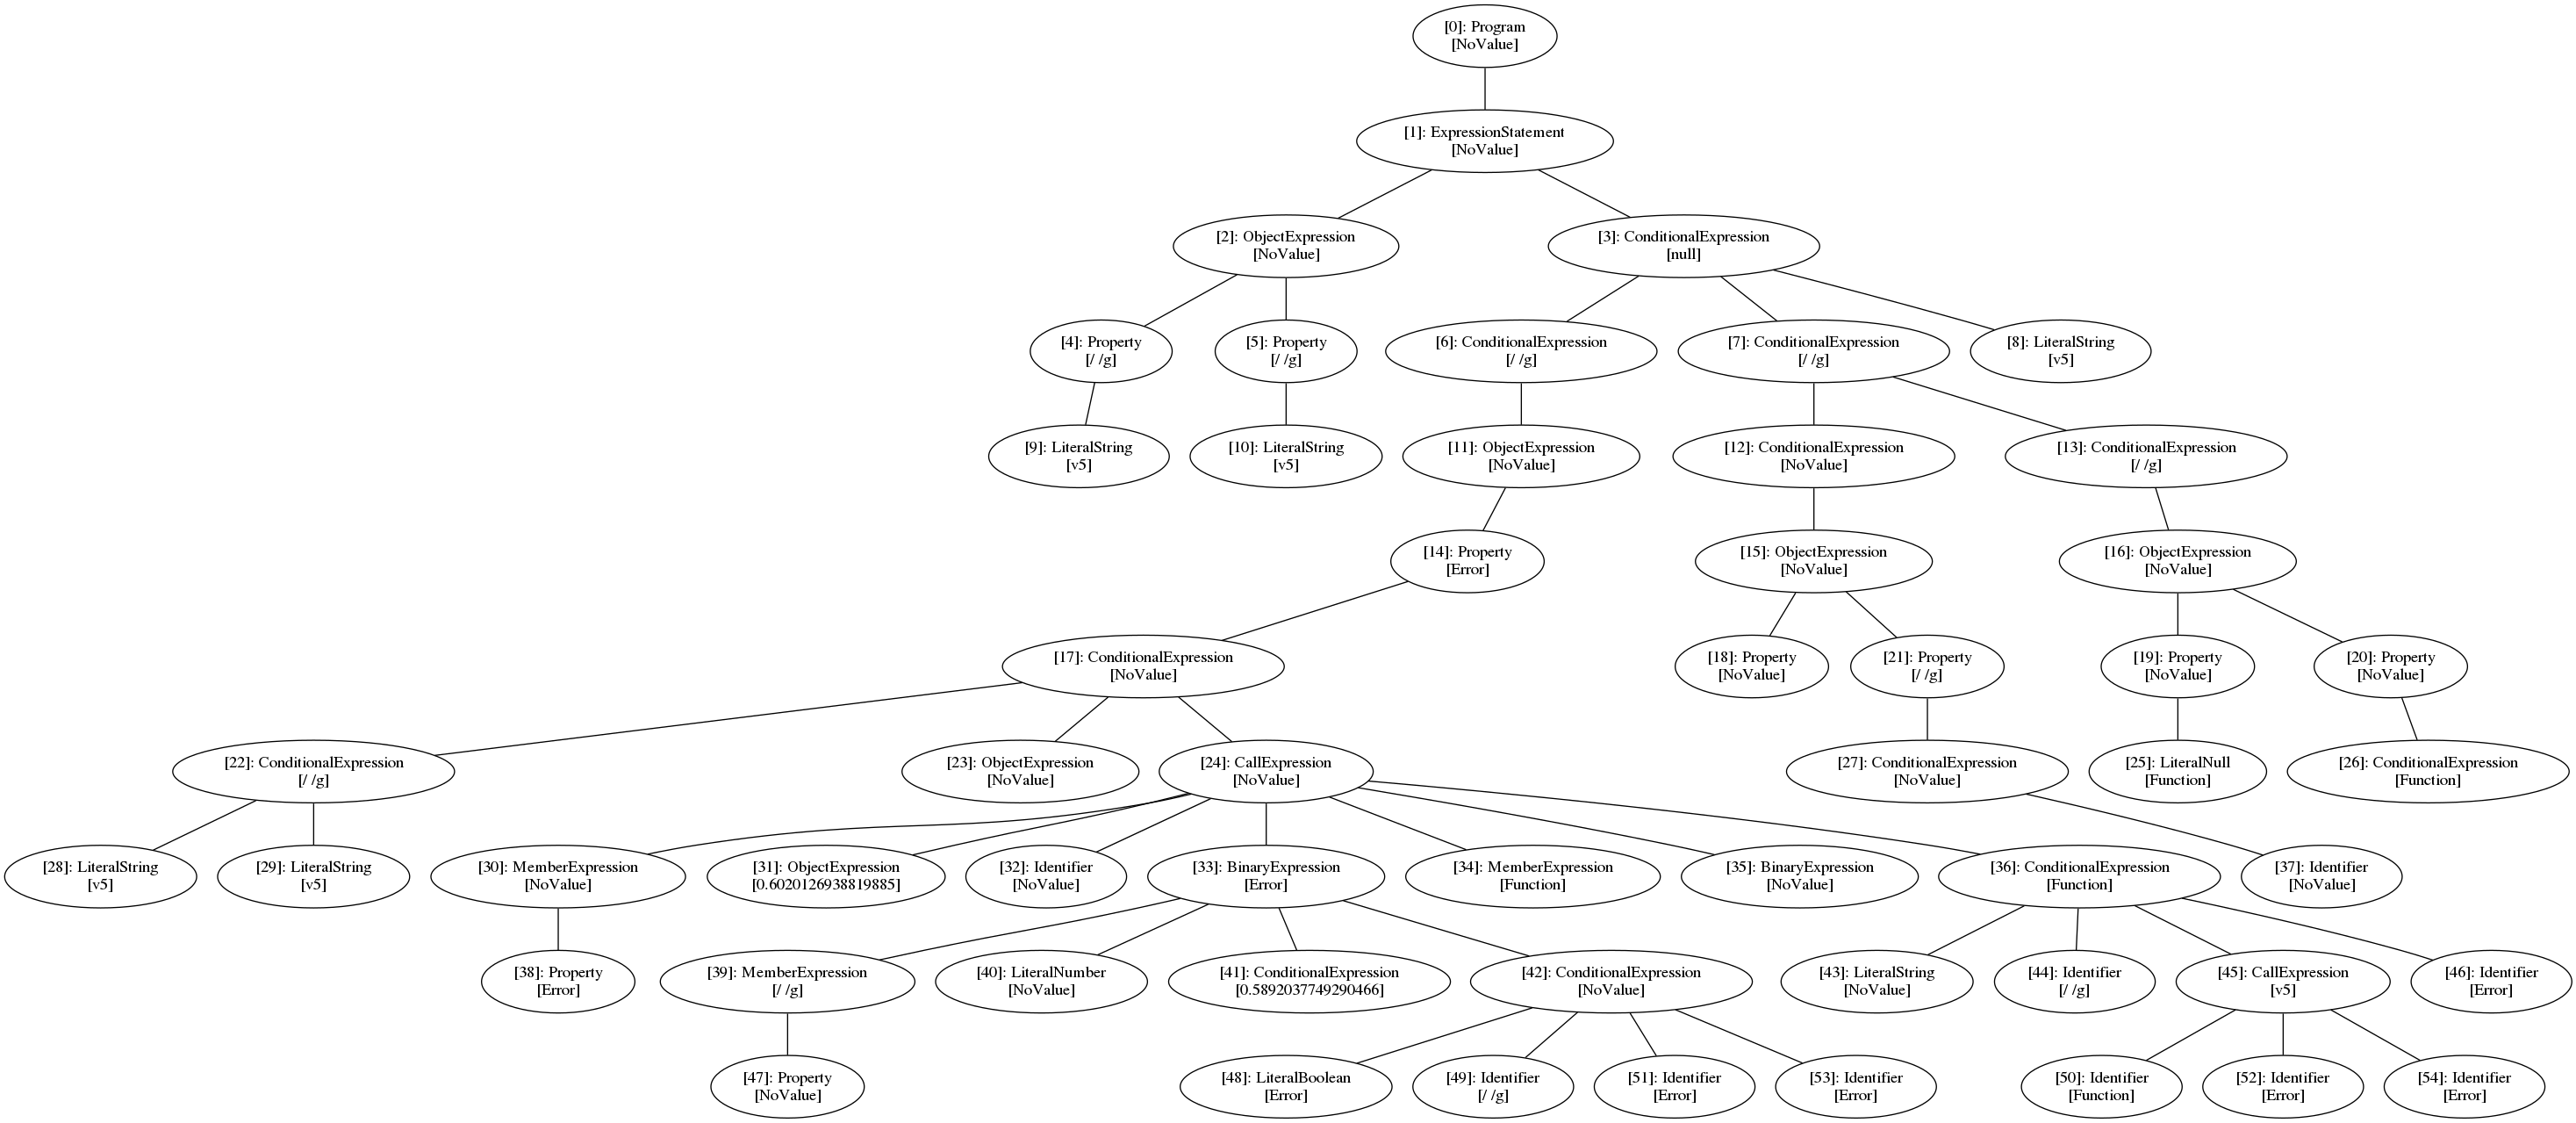 [0]: Program
[NoValue]
[1]: ExpressionStatement
[NoValue]
[2]: ObjectExpression
[NoValue]
[3]: ConditionalExpression
[null]
[4]: Property
[/ /g]
[5]: Property
[/ /g]
[6]: ConditionalExpression
[/ /g]
[7]: ConditionalExpression
[/ /g]
[8]: LiteralString
[v5]
[9]: LiteralString
[v5]
[10]: LiteralString
[v5]
[11]: ObjectExpression
[NoValue]
[12]: ConditionalExpression
[NoValue]
[13]: ConditionalExpression
[/ /g]
[14]: Property
[Error]
[15]: ObjectExpression
[NoValue]
[16]: ObjectExpression
[NoValue]
[17]: ConditionalExpression
[NoValue]
[18]: Property
[NoValue]
[21]: Property
[/ /g]
[19]: Property
[NoValue]
[20]: Property
[NoValue]
[22]: ConditionalExpression
[/ /g]
[23]: ObjectExpression
[NoValue]
[24]: CallExpression
[NoValue]
[27]: ConditionalExpression
[NoValue]
[25]: LiteralNull
[Function]
[26]: ConditionalExpression
[Function]
[28]: LiteralString
[v5]
[29]: LiteralString
[v5]
[30]: MemberExpression
[NoValue]
[31]: ObjectExpression
[0.6020126938819885]
[32]: Identifier
[NoValue]
[33]: BinaryExpression
[Error]
[34]: MemberExpression
[Function]
[35]: BinaryExpression
[NoValue]
[36]: ConditionalExpression
[Function]
[37]: Identifier
[NoValue]
[38]: Property
[Error]
[39]: MemberExpression
[/ /g]
[40]: LiteralNumber
[NoValue]
[41]: ConditionalExpression
[0.5892037749290466]
[42]: ConditionalExpression
[NoValue]
[43]: LiteralString
[NoValue]
[44]: Identifier
[/ /g]
[45]: CallExpression
[v5]
[46]: Identifier
[Error]
[47]: Property
[NoValue]
[48]: LiteralBoolean
[Error]
[49]: Identifier
[/ /g]
[51]: Identifier
[Error]
[53]: Identifier
[Error]
[50]: Identifier
[Function]
[52]: Identifier
[Error]
[54]: Identifier
[Error]